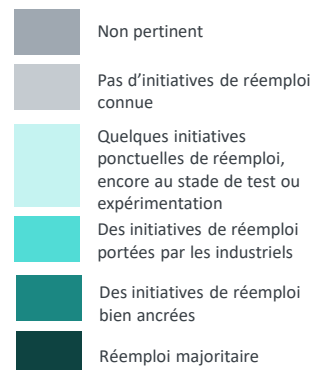 Non pertinent
Pas d’initiatives de réemploi
connue
Quelques initiatives
ponctuelles de réemploi,
encore au stade de test ou
expérimentation
Des initiatives de réemploi
portées par les industriels
Des initiatives de réemploi
bien ancrées
Réemploi majoritaire